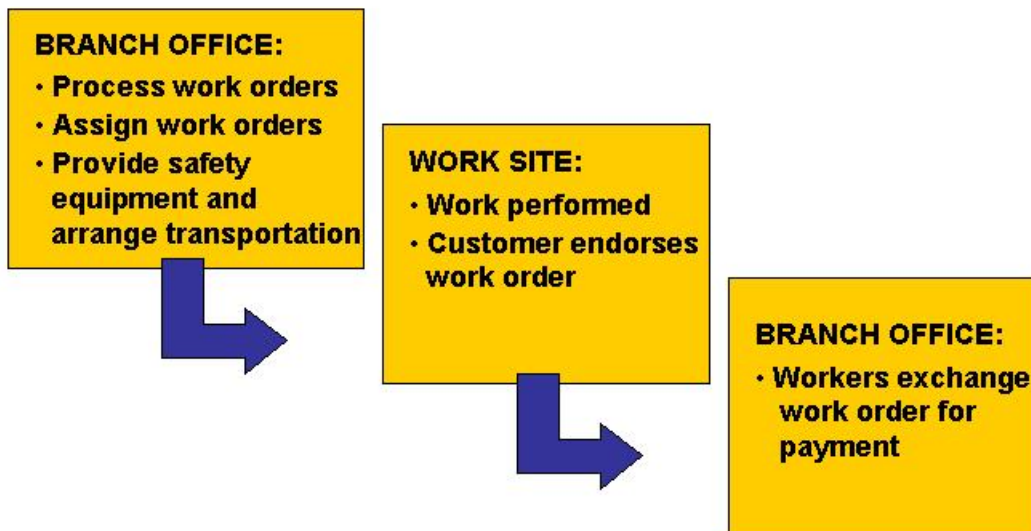 BRANCH OFFICE:
• Process work orders
• Assign work orders
• Provide safety
equipment and
arrange transportation
WORK SITE:
• Work performed
• Customer endorses
work order
BRANCH OFFICE:
• Workers exchange
work order for
payment